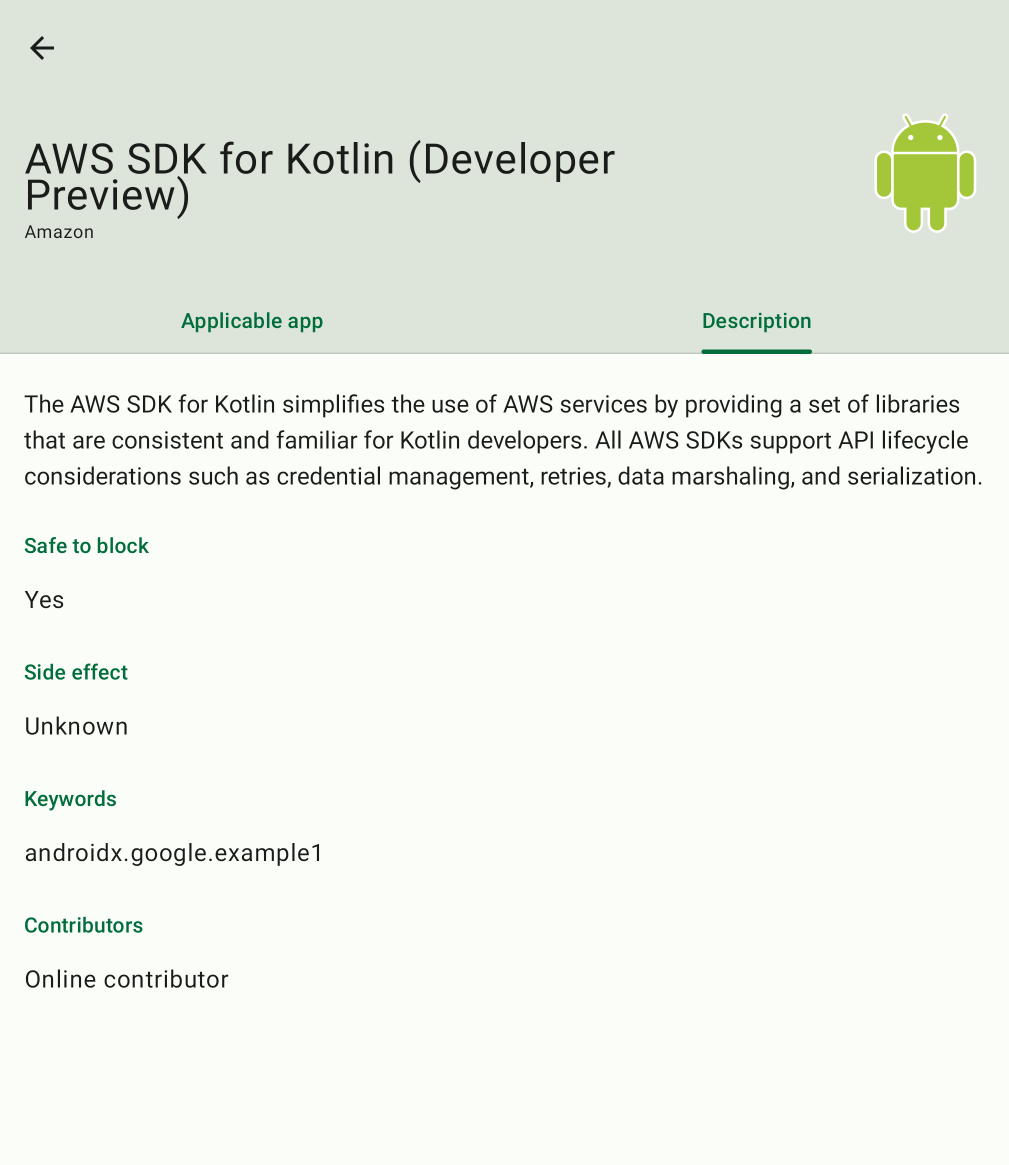 AWS SDK for Kotlin (Developer
Preview)
Amazon
Applicable app
Description
The AWS SDK for Kotlin simplifies the use of AWS services by providing a set of libraries
that are consistent and familiar for Kotlin developers. All AWS SDKs support API lifecycle
considerations such as credential management, retries, data marshaling, and serialization.
Safe to block
Yes
Side effect
Unknown
Keywords
androidx.google.example1
Contributors
Online contributor